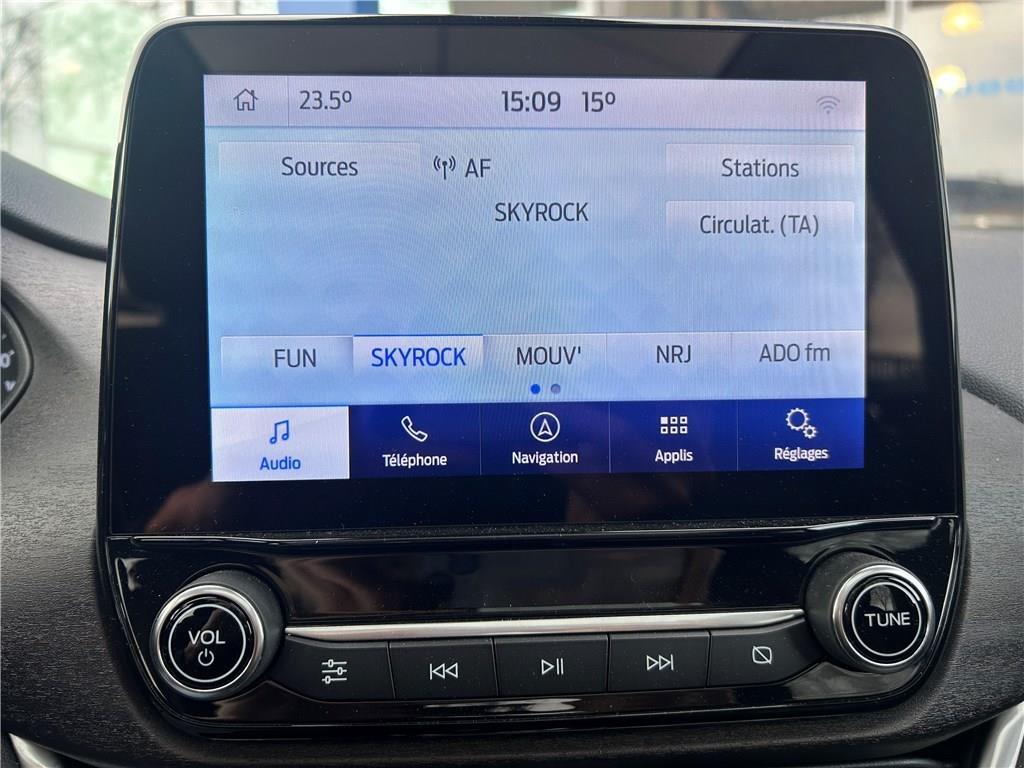 23.5º 15:09 15º
Sources AF Stations
SKYROCK
Circulat. (TA)
FUN SKYROCK MOUV' NRJ ADO fm
Audio Téléphone Navigation Applis Réglages
VOL TUNE